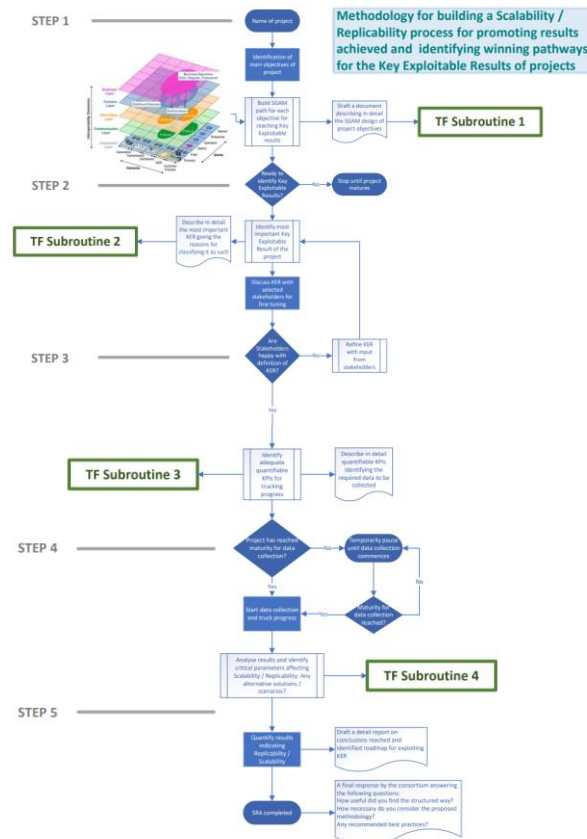 STEP 1
Name of project
Methodology for building a Scalability /
Replicability process for promoting results
achieved and identifying winning pathways
for the Key Exploitable Results of projects
Identification of
main objectives of
project
Build SGAM
path for each
objective for
reaching Key
Exploitable
results
Draft a document
describing in detail
the SGAM design of
project objectives
TF Subroutine 1
STEP 2
Ready to
identify Key
Exploitable
Results?
No
Stop until project
matures
TF Subroutine 2
Describe in detail
the most important
KER giving the
reasons for
classifying it as such
Identify most
important Key
Exploitable
Result of the
project
Discuss KER with
selected
stakeholders for
fine tuning
STEP 3
Are
Stakeholders
happy with
definition of
KER?
No
Refine KER
with input
from
stakeholders
Yes
TF Subroutine 3
Identify
adequate
quantifiable
KPIs for
trucking
progress
Describe in detail
quantifiable KPIs
Identifying the
required data to be
collected
STEP 4
Project has reached
maturity for data
collection?
No
Temporarily pause
until data collection
commences
No
Yes
Maturity for
data collection
reached?
Yes
Start data collection
and truck progress
Analyse results and identify
critical parameters affecting
Scalability / Replicability. Any
alternative solutions /
scenarios?
TF Subroutine 4
STEP 5
Quantify results
indicating
Replicability /
Scalability
Draft a detail report on
conclusions reached and
identified roadmap for exploiting
KER
SRA completed
A final response by the consortium answering
the following questions:
How useful did you find the structured way?
How necessary do you consider the proposed
methodology?
Any recommended best practices?